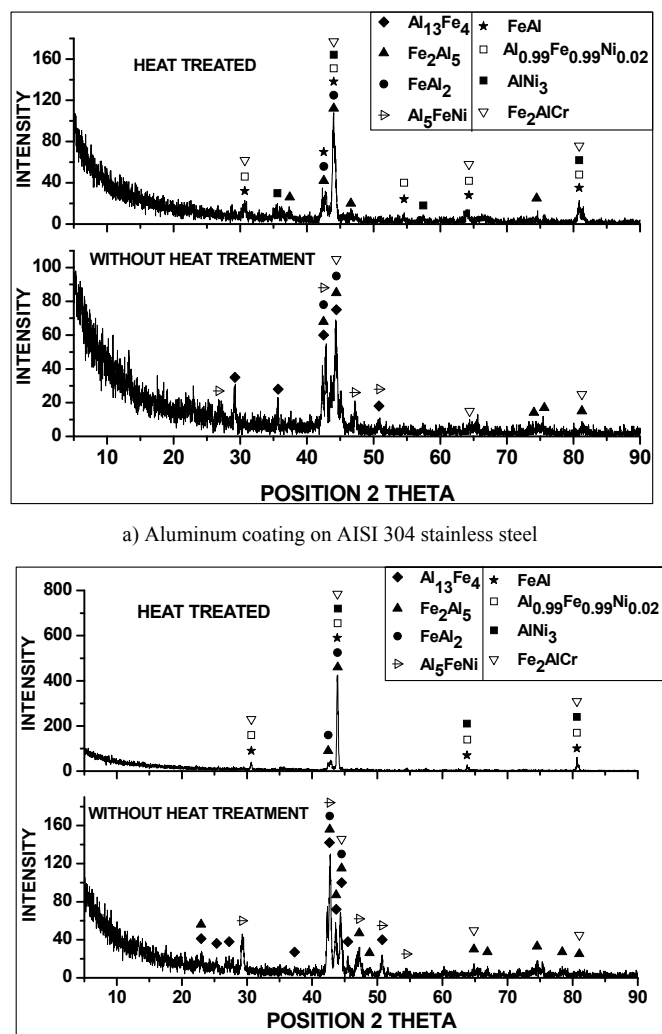 INTENSITY
160
120
80
40
0
HEAT TREATED
◆ Al13Fe4
▲ Fe2Al5
● FeAl2
▷ Al5FeNi
★ FeAl
□ Al0.99Fe0.99Ni0.02
■ AlNi3
▽ Fe2AlCr
INTENSITY
100
80
60
40
20
0
WITHOUT HEAT TREATMENT
10 20 30 40 50 60 70 80 90
POSITION 2 THETA
a) Aluminum coating on AISI 304 stainless steel
INTENSITY
800
600
400
200
0
HEAT TREATED
◆ Al13Fe4
▲ Fe2Al5
● FeAl2
▷ Al5FeNi
★ FeAl
□ Al0.99Fe0.99Ni0.02
■ AlNi3
▽ Fe2AlCr
INTENSITY
160
120
80
40
0
WITHOUT HEAT TREATMENT
10 20 30 40 50 60 70 80 90
POSITION 2 THETA